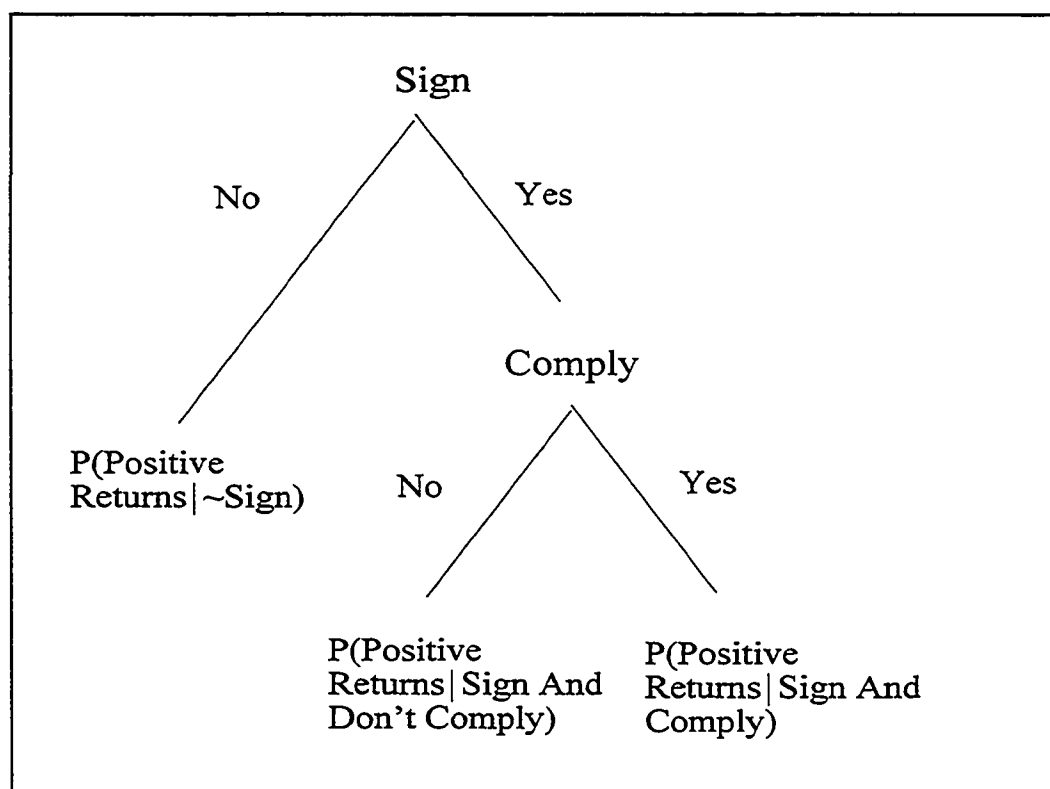 Sign
No
Yes
Comply
P(Positive
Returns|~Sign)
No
Yes
P(Positive
Returns|Sign And
Don't Comply)
P(Positive
Returns|Sign And
Comply)